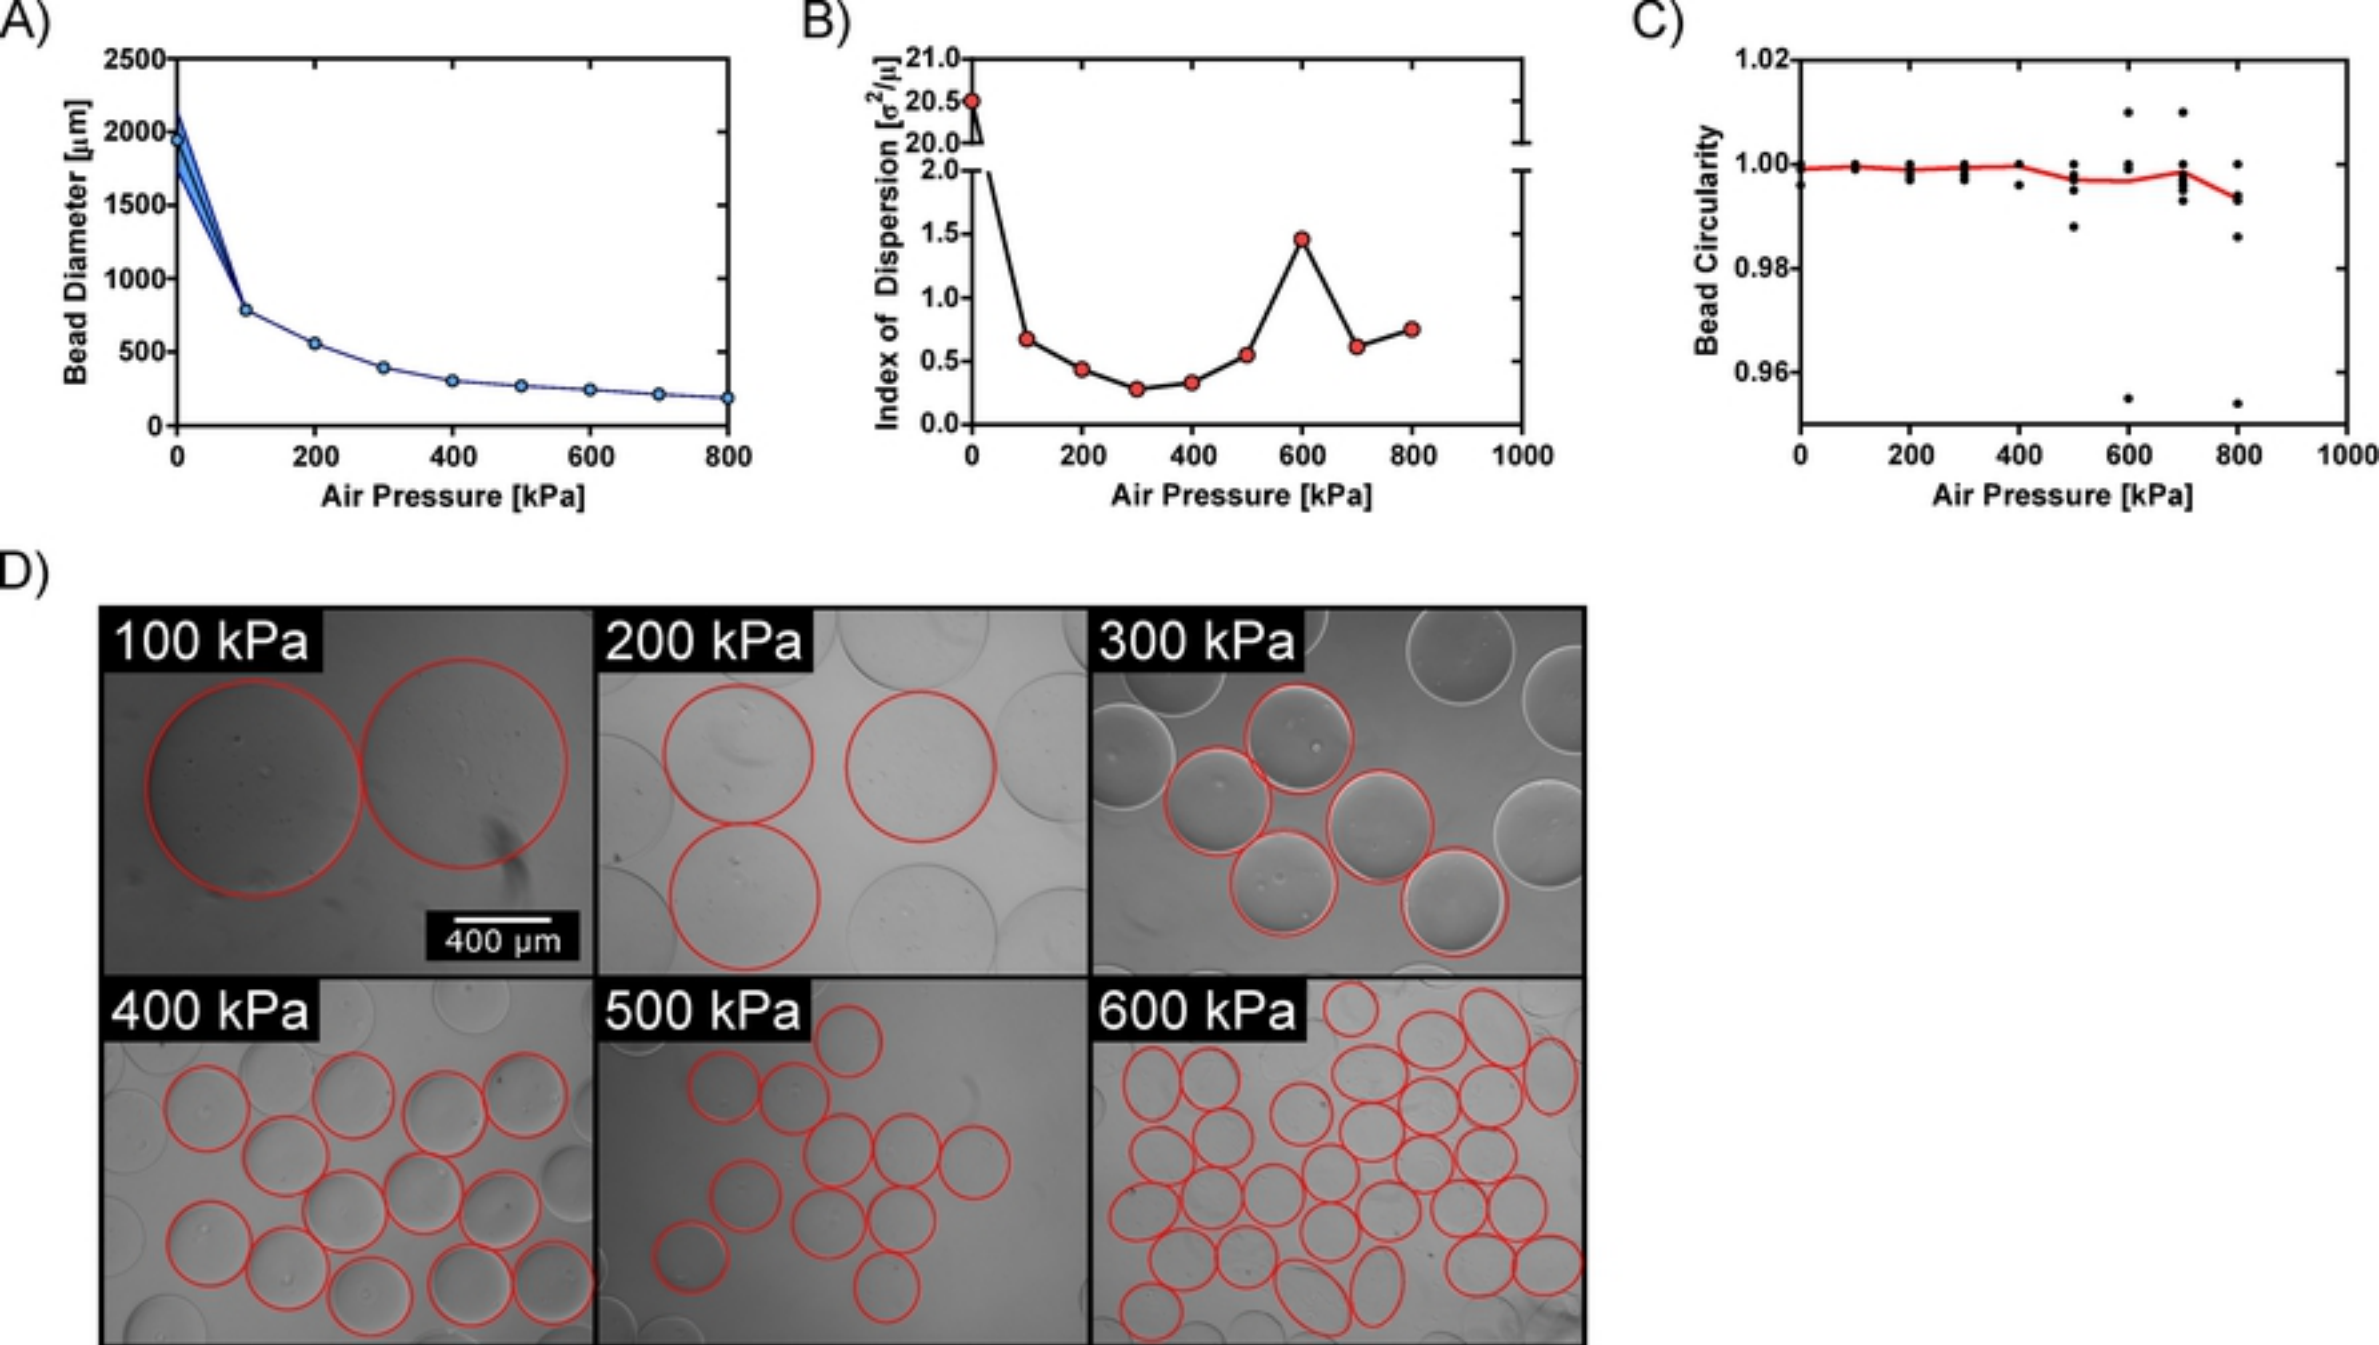 A)
2500
2000
1500
1000
500
0
Bead Diameter [µm]
0 200 400 600 800
Air Pressure [kPa]
B)
21.0
20.5
20.0
2.0
1.5
1.0
0.5
0.0
Index of Dispersion [σ²/µ]
0 200 400 600 800 1000
Air Pressure [kPa]
C)
1.02
1.00
0.98
0.96
Bead Circularity
0 200 400 600 800 1000
Air Pressure [kPa]
D)
100 kPa
400 µm
200 kPa
300 kPa
400 kPa
500 kPa
600 kPa